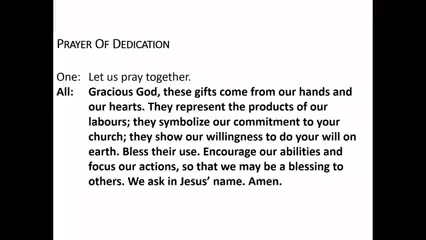 PRAYER OF DEDICATION
One: Let us pray together.
All: Gracious God, these gifts come from our hands and
our hearts. They represent the products of our
labours; they symbolize our commitment to your
church; they show our willingness to do your will on
earth. Bless their use. Encourage our abilities and
focus our actions, so that we may be a blessing to
others. We ask in Jesus’ name. Amen.